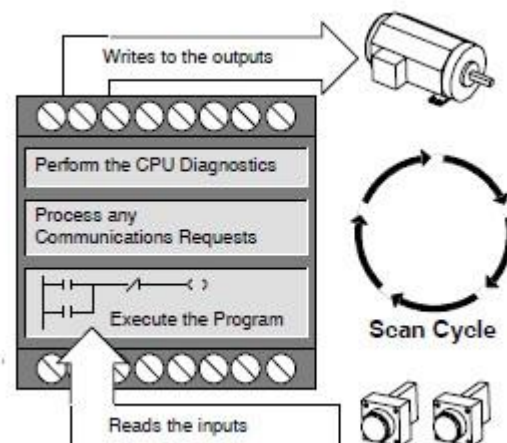 Writes to the outputs
Perform the CPU Diagnostics
Process any
Communications Requests
Execute the Program
Scan Cycle
Reads the inputs